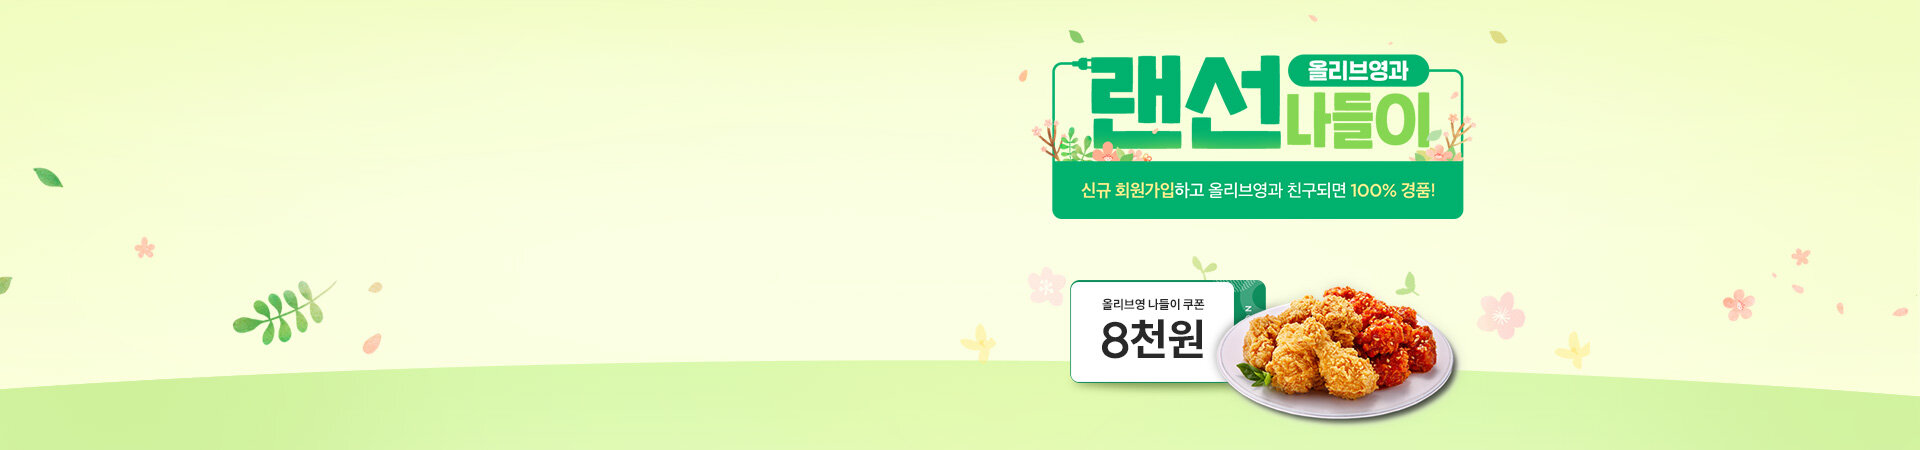 올리브영과
랜선 나들이
신규 회원가입하고 올리브영과 친구되면 100% 경품!
올리브영 나들이 쿠폰
8천원